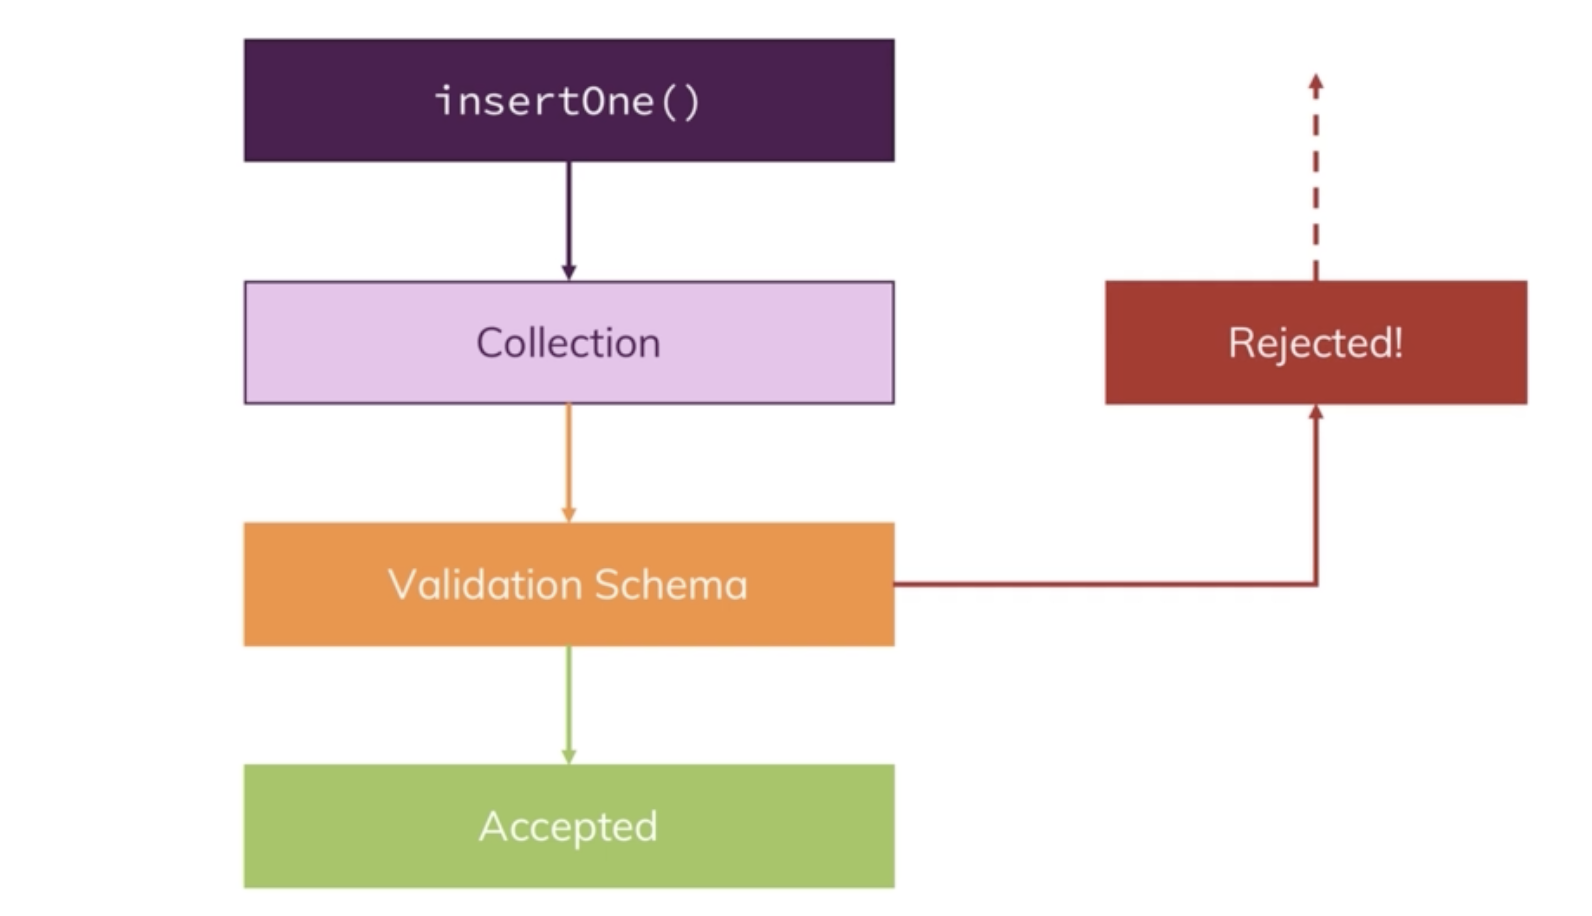 insertOne()
Collection
Rejected!
Validation Schema
Accepted